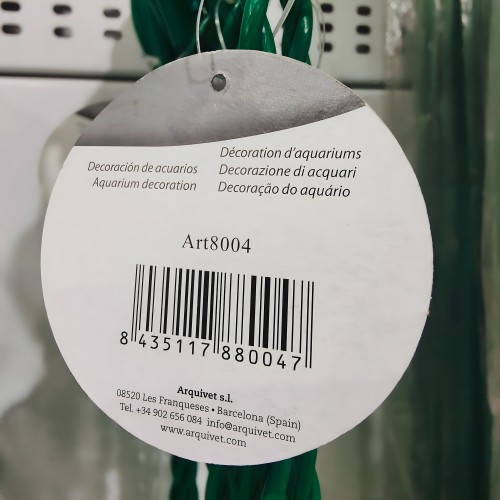 Decoración de acuarios
Aquarium decoration
Décoration d'aquariums
Decorazione di acquari
Decoração do aquário
Art8004
8 435117 880047
Arquivet s.l.
08520 Les Franqueses • Barcelona (Spain)
Tel. +34 902 656 084 info@arquivet.com
www.arquivet.com